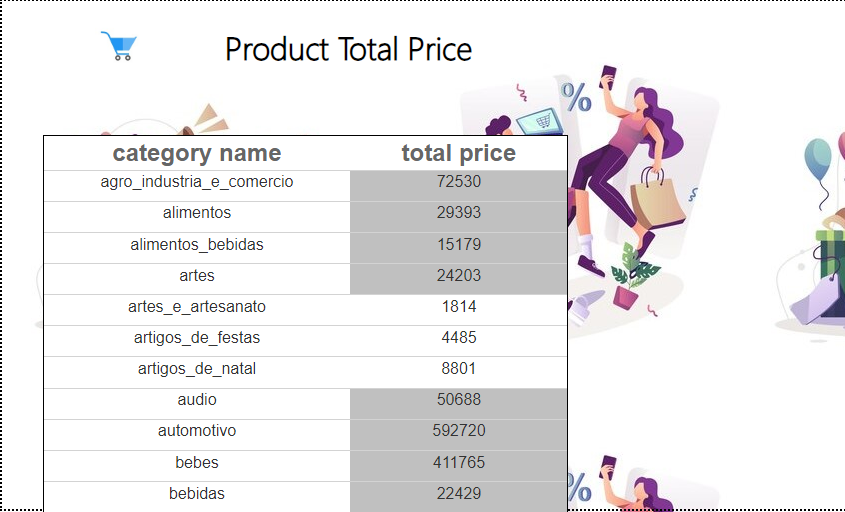 Product Total Price
%
category name total price
agro_industria_e_comercio 72530
alimentos 29393
alimentos_bebidas 15179
artes 24203
artes_e_artesanato 1814
artigos_de_festas 4485
artigos_de_natal 8801
audio 50688
automotivo 592720
bebes 411765
bebidas 22429
%